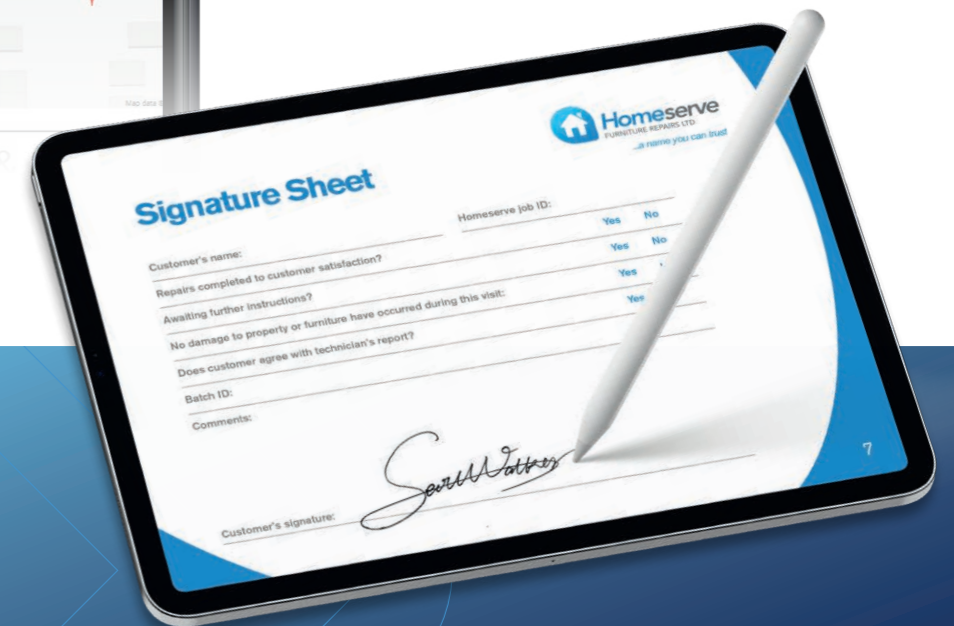 Map data
Homeserve
FURNITURE REPAIRS LTD
...a name you can trust
Signature Sheet
Customer's name:
Homeserve job ID:
Repairs completed to customer satisfaction? Yes No
Awaiting further instructions? Yes No
No damage to property or furniture have occurred during this visit: Yes
Does customer agree with technician's report? Yes
Batch ID:
Comments:
Customer's signature:
7